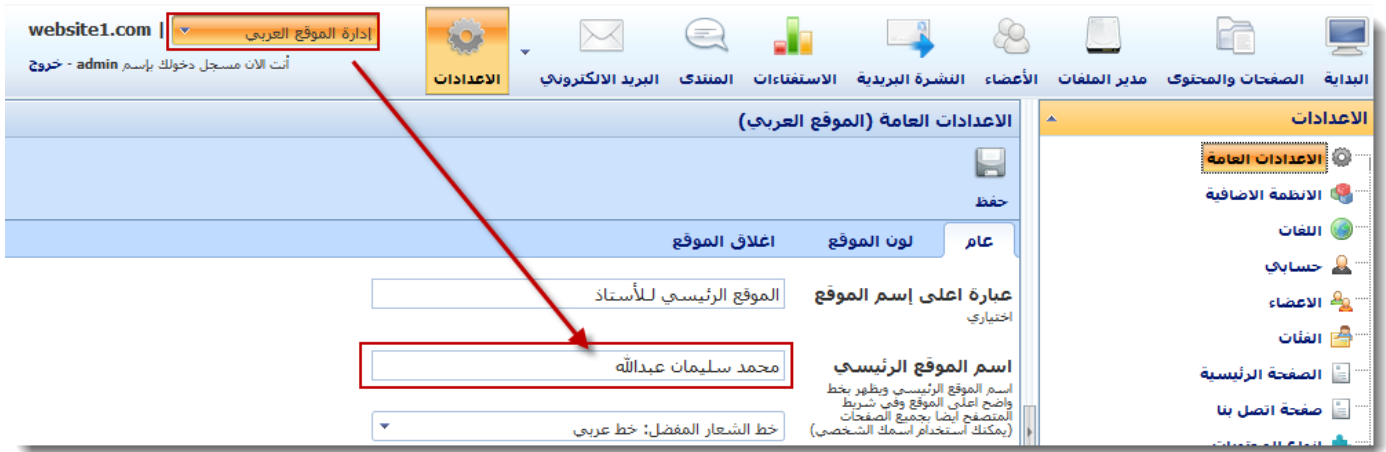 website1.com | إدارة الموقع العربي
أنت الان مسجل دخولك بإسم admin - خروج
البداية
الصفحات والمحتوى
مدير الملفات
الأعضاء
النشرة البريدية
الاستفتاءات
المنتدى
البريد الالكتروني
الاعدادات
الاعدادات
الاعدادات العامة
الانظمة الاضافية
اللغات
حسابي
الاعضاء
الفئات
الصفحة الرئيسية
صفحة اتصل بنا
الاعدادات العامة (الموقع العربي)
حفظ
عام
لون الموقع
اغلاق الموقع
عبارة اعلى إسم الموقع
اختياري
الموقع الرئيسي لـلأستاذ
اسم الموقع الرئيسي
اسم الموقع الرئيسي ويظهر بخط
واضح اعلى الموقع وفي شريط
المتصفح ايضا بجميع الصفحات
(يمكنك استخدام اسمك الشخصي)
محمد سليمان عبدالله
خط الشعار المفضل: خط عربي